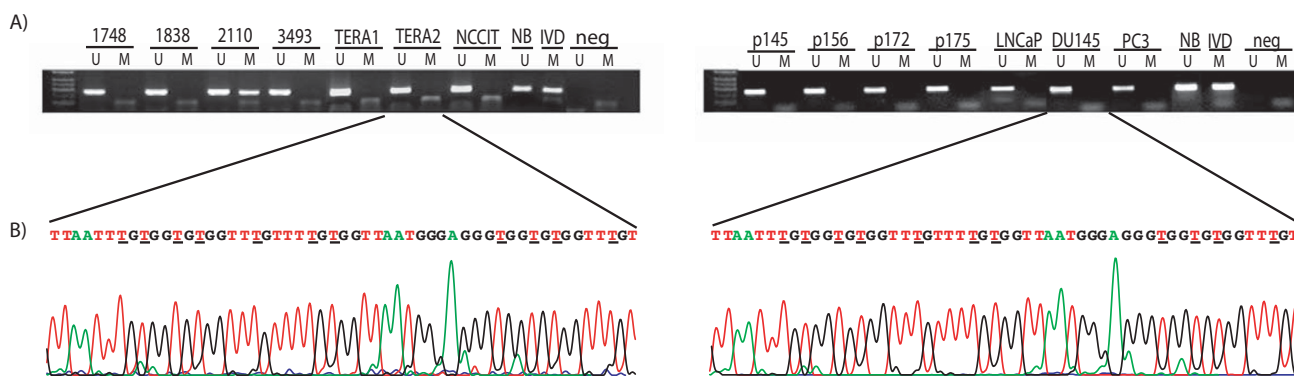 A)
1748 1838 2110 3493 TERA1 TERA2 NCCIT NB IVD neg
U M U M U M U M U M U M U M U M U M
p145 p156 p172 p175 LNCaP DU145 PC3 NB IVD neg
U M U M U M U M U M U M U M U M U M
B)
TTAATTTGTGGTGTGGTTTGTTTTGTGGTTAATGGGAGGGTGGTGTGGTTTGT
TTAATTTGTGGTGTGGTTTGTTTTGTGGTTAATGGGAGGGTGGTGTGGTTTGT